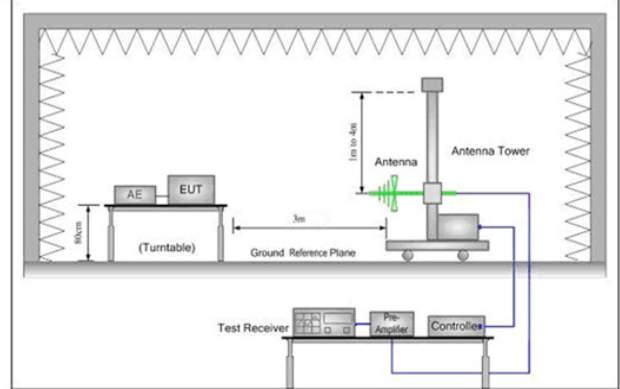 1m to 4m
Antenna
Antenna Tower
AE
EUT
80cm
(Turntable)
3m
Ground Reference Plane
Test Receiver
Pre-
Amplifier
Controller